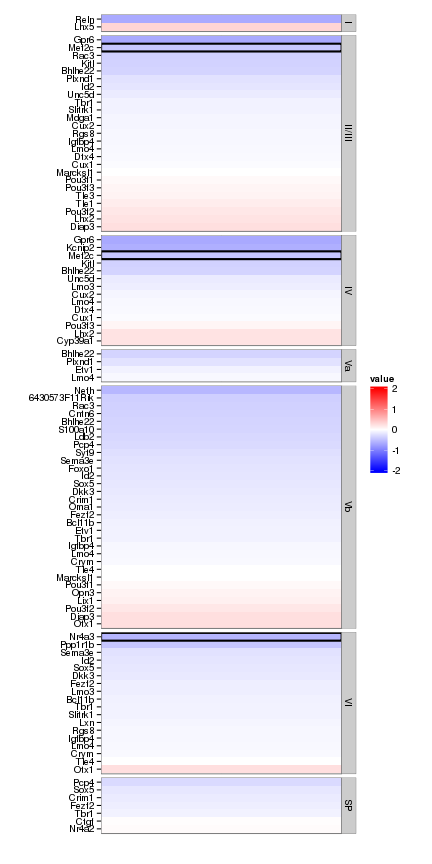 Reln
Lhx5
I
Gpr6
Mef2c
Rac3
Kitl
Bhlhe22
Plxnd1
Id2
Unc5d
Tbr1
Slitrk1
Mdga1
Cux2
Rgs8
Igfbp4
Lmo4
Dtx4
Cux1
Marcksl1
Pou3f1
Pou3f3
Tle3
Tle1
Pou3f2
Lhx2
Diap3
II/III
Gpr6
Kcnip2
Mef2c
Kitl
Bhlhe22
Unc5d
Lmo3
Cux2
Lmo4
Dtx4
Cux1
Pou3f3
Lhx2
Cyp39a1
IV
Bhlhe22
Plxnd1
Etv1
Lmo4
Va
Nefh
6430573F11Rik
Rac3
Cntn6
Bhlhe22
S100a10
Ldb2
Pcp4
Syt9
Sema3e
Foxo1
Id2
Sox5
Dkk3
Crim1
Oma1
Fezf2
Bcl11b
Etv1
Tbr1
Igfbp4
Lmo4
Crym
Tle4
Marcksl1
Pou3f1
Opn3
Lix1
Pou3f2
Diap3
Otx1
Vb
Nr4a3
Ppp1r1b
Sema3e
Id2
Sox5
Dkk3
Fezf2
Lmo3
Bcl11b
Tbr1
Slitrk1
Lxn
Rgs8
Igfbp4
Lmo4
Crym
Tle4
Otx1
VI
Pcp4
Sox5
Crim1
Fezf2
Tbr1
Ctgf
Nr4a2
SP
value
2
1
0
-1
-2